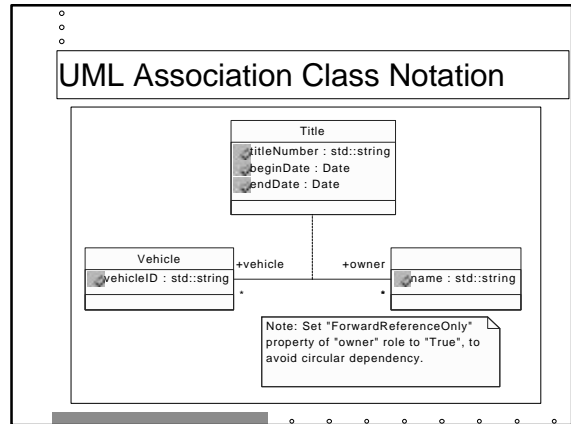 UML Association Class Notation
Title
titleNumber : std::string
beginDate : Date
endDate : Date
Vehicle
vehicleID : std::string
+vehicle
+owner
name : std::string
*
*
Note: Set "ForwardReferenceOnly"
property of "owner" role to "True", to
avoid circular dependency.